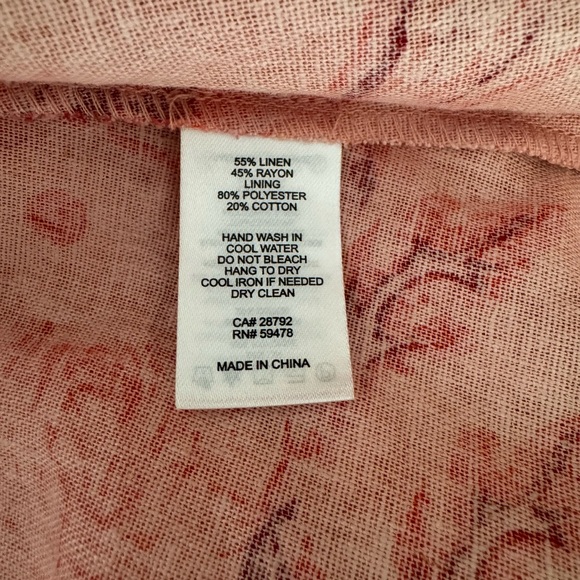 55% LINEN
45% RAYON
LINING
80% POLYESTER
20% COTTON
HAND WASH IN
COOL WATER
DO NOT BLEACH
HANG TO DRY
COOL IRON IF NEEDED
DRY CLEAN
CA# 28792
RN# 59478
MADE IN CHINA